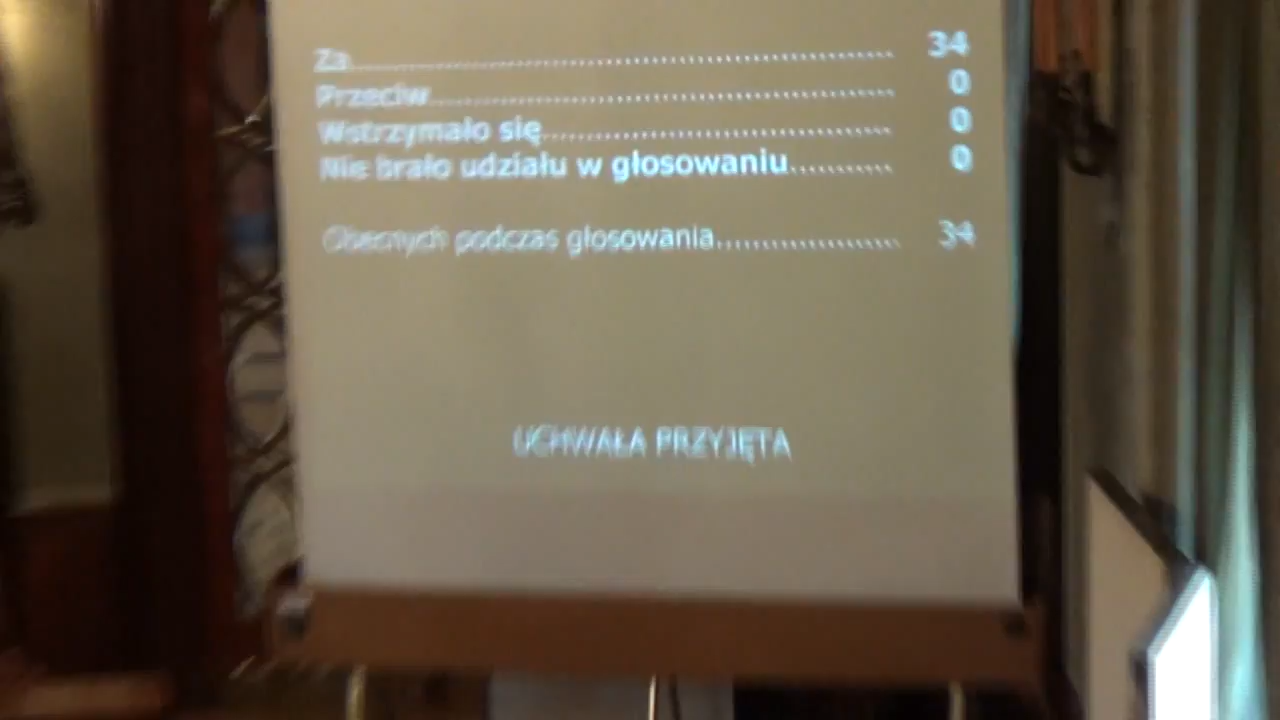 Za.......................................................................... 34
Przeciw................................................................ 0
Wstrzymało się................................................ 0
Nie brało udziału w głosowaniu.............. 0
Obecnych podczas głosowania......................... 34
UCHWAŁA PRZYJĘTA